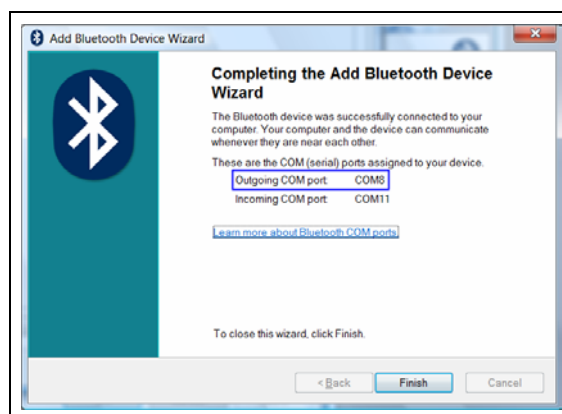 Add Bluetooth Device Wizard
Completing the Add Bluetooth Device
Wizard
The Bluetooth device was successfully connected to your
computer. Your computer and the device can communicate
whenever they are near each other.
These are the COM (serial) ports assigned to your device.
Outgoing COM port COM8
Incoming COM port COM11
Learn more about Bluetooth COM ports.
To close this wizard, click Finish.
< Back Finish Cancel